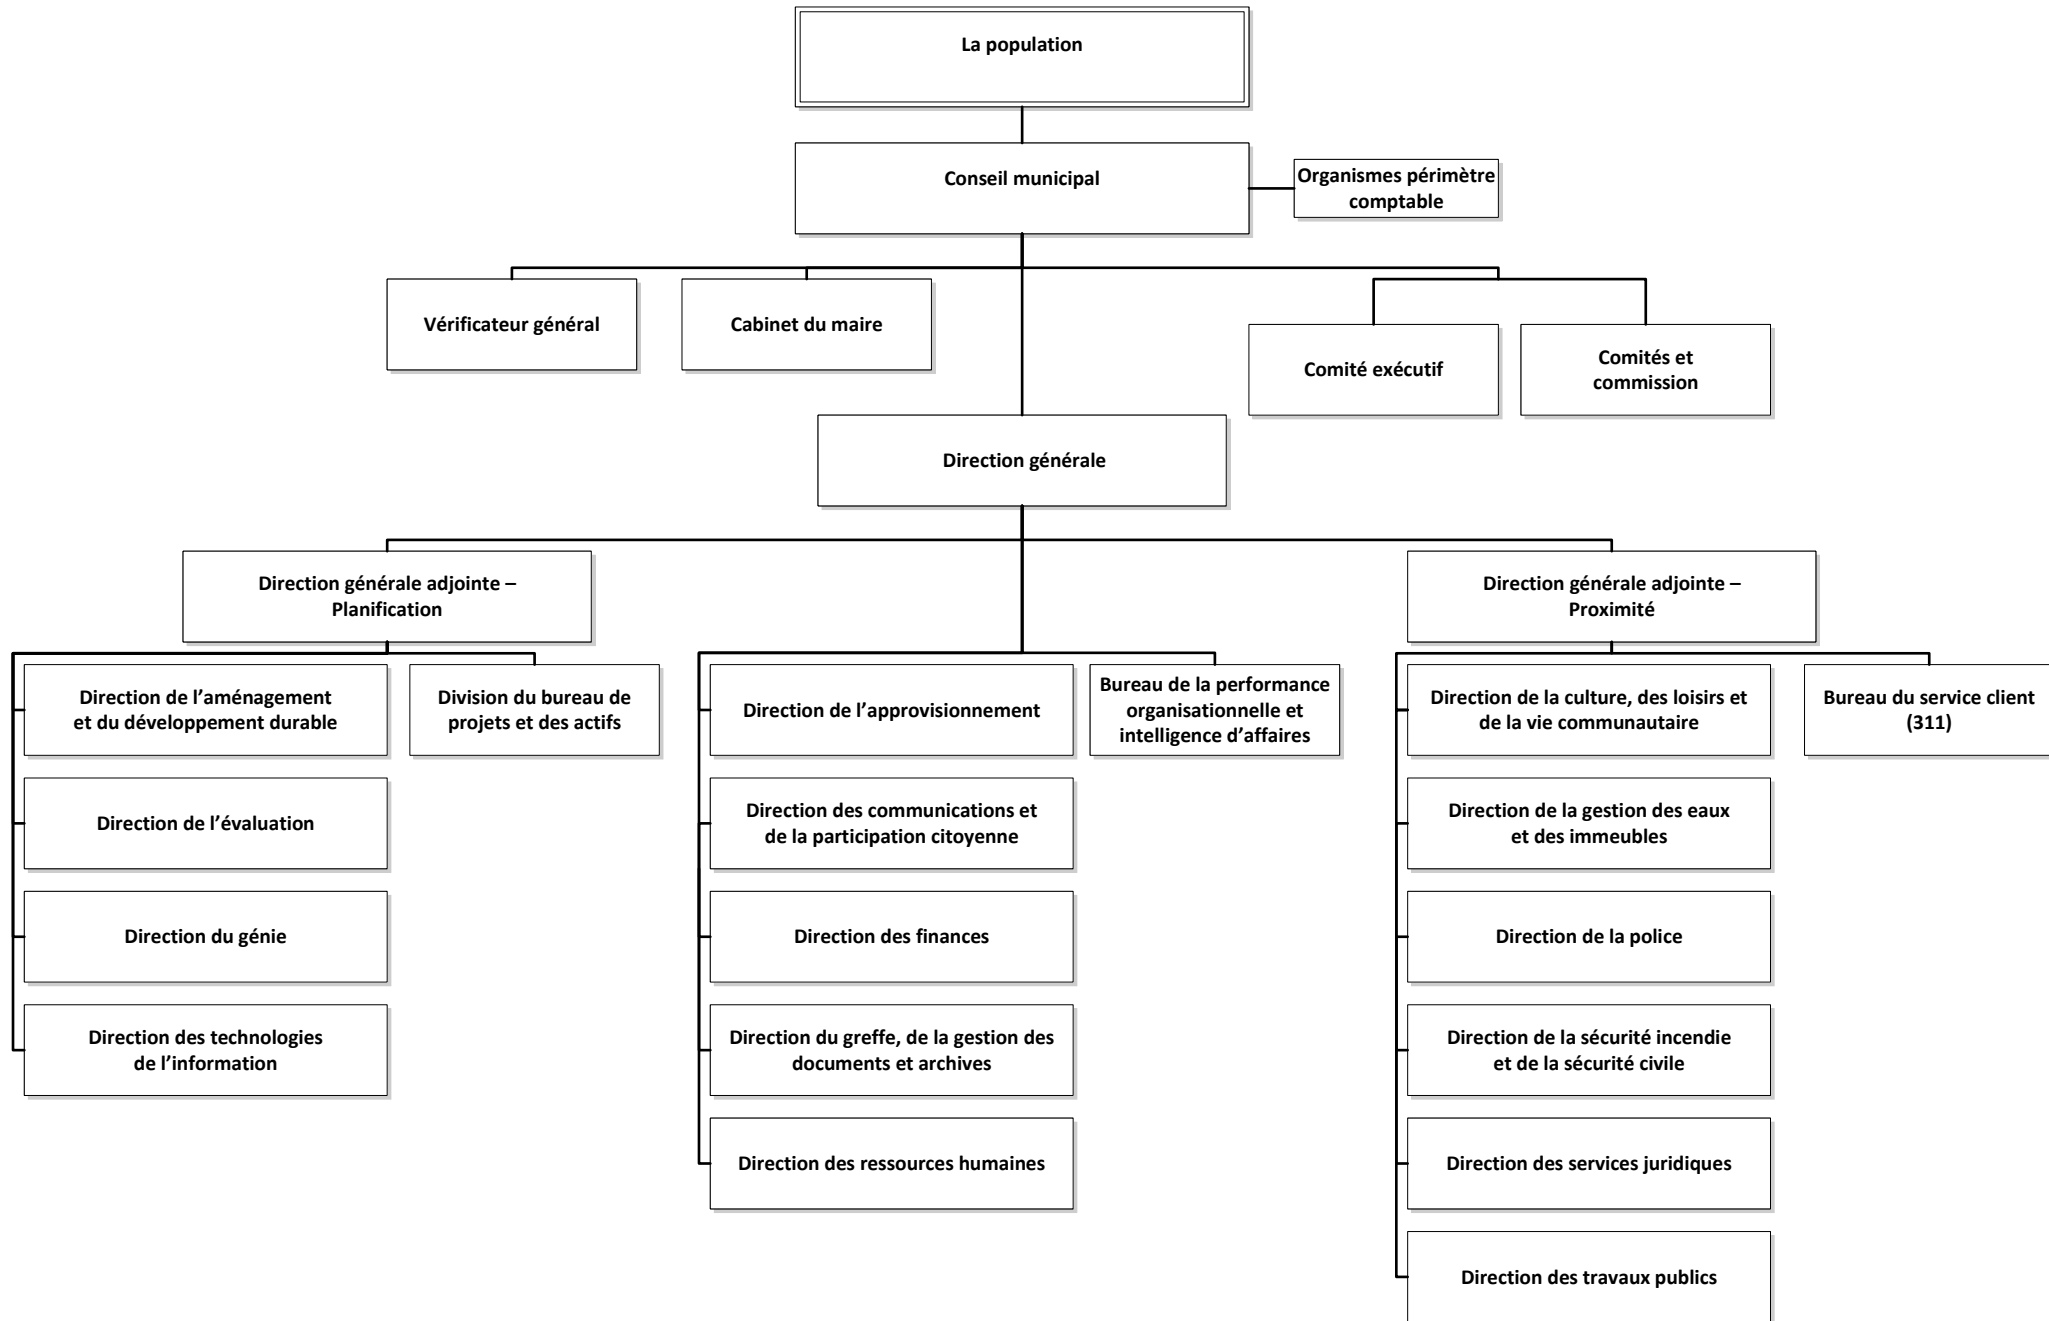 La population
Conseil municipal
Organismes périmètre
comptable
Vérificateur général
Cabinet du maire
Comité exécutif
Comités et
commission
Direction générale
Direction générale adjointe –
Planification
Direction générale adjointe –
Proximité
Direction de l’aménagement
et du développement durable
Division du bureau de
projets et des actifs
Direction de l’évaluation
Direction du génie
Direction des technologies
de l’information
Direction de l’approvisionnement
Bureau de la performance
organisationnelle et
intelligence d’affaires
Direction des communications et
de la participation citoyenne
Direction des finances
Direction du greffe, de la gestion des
documents et archives
Direction des ressources humaines
Direction de la culture, des loisirs et
de la vie communautaire
Bureau du service client
(311)
Direction de la gestion des eaux
et des immeubles
Direction de la police
Direction de la sécurité incendie
et de la sécurité civile
Direction des services juridiques
Direction des travaux publics